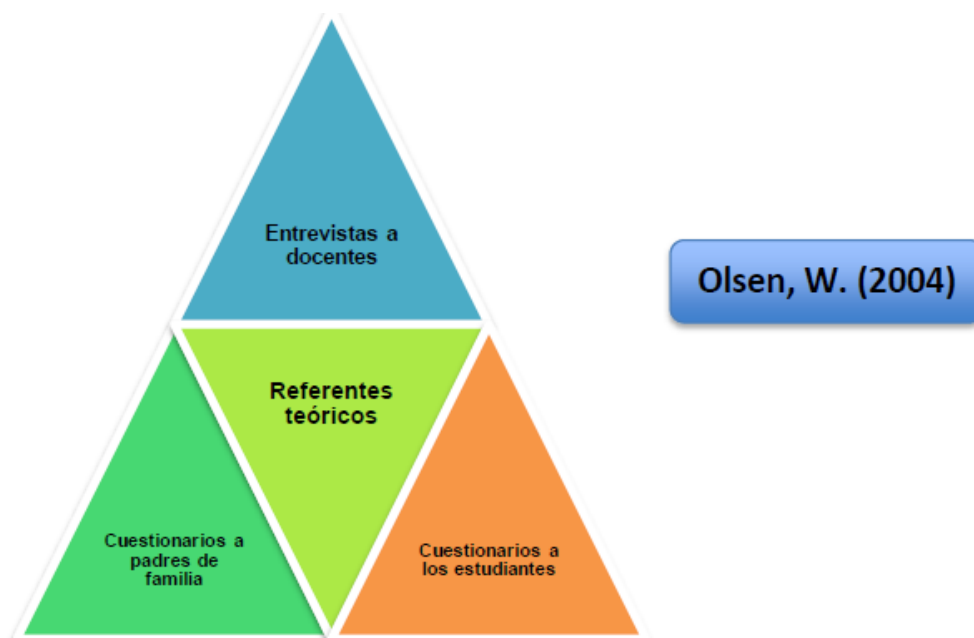 Entrevistas a
docentes
Olsen, W. (2004)
Referentes
teóricos
Cuestionarios a
padres de
familia
Cuestionarios a
los estudiantes